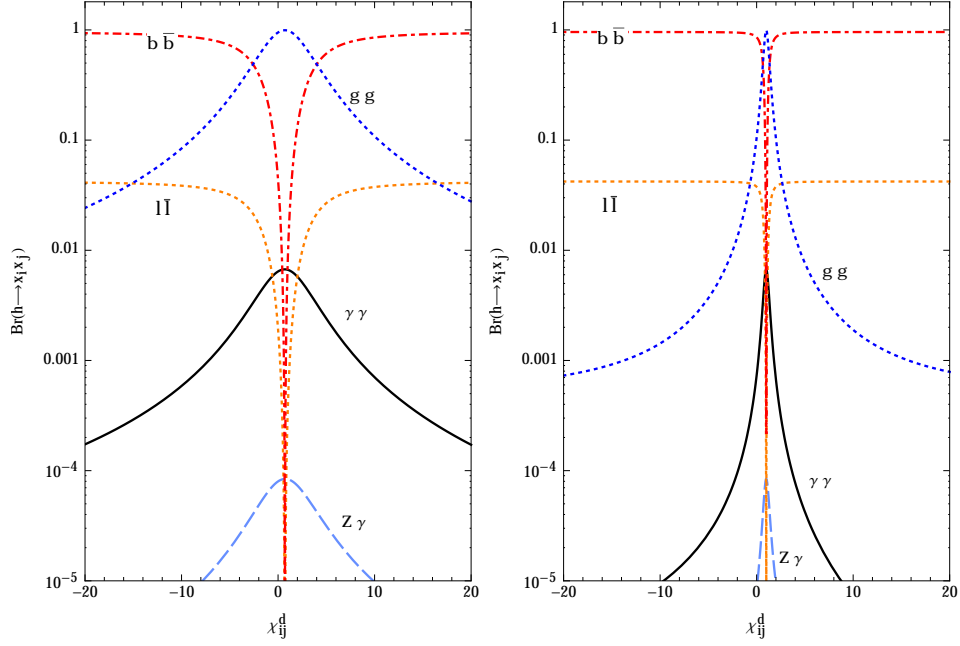 1
0.1
0.01
0.001
10⁻⁴
10⁻⁵
Br(h→x_i x_j)
b b̅
g g
l l̅
γ γ
Z γ
-20
-10
0
10
20
χ^d_ij
1
0.1
0.01
0.001
10⁻⁴
10⁻⁵
Br(h→x_i x_j)
b b̅
l l̅
g g
γ γ
Z γ
-20
-10
0
10
20
χ^d_ij